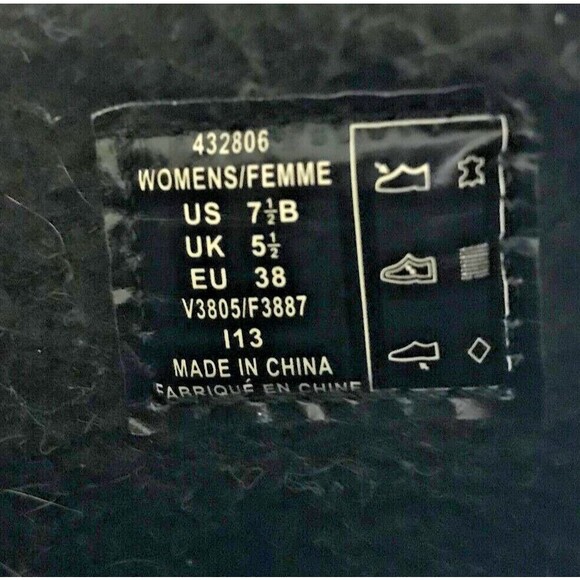 432806
WOMENS/FEMME
US 7½B
UK 5½
EU 38
V3805/F3887
I13
MADE IN CHINA
FABRIQUÉ EN CHINE